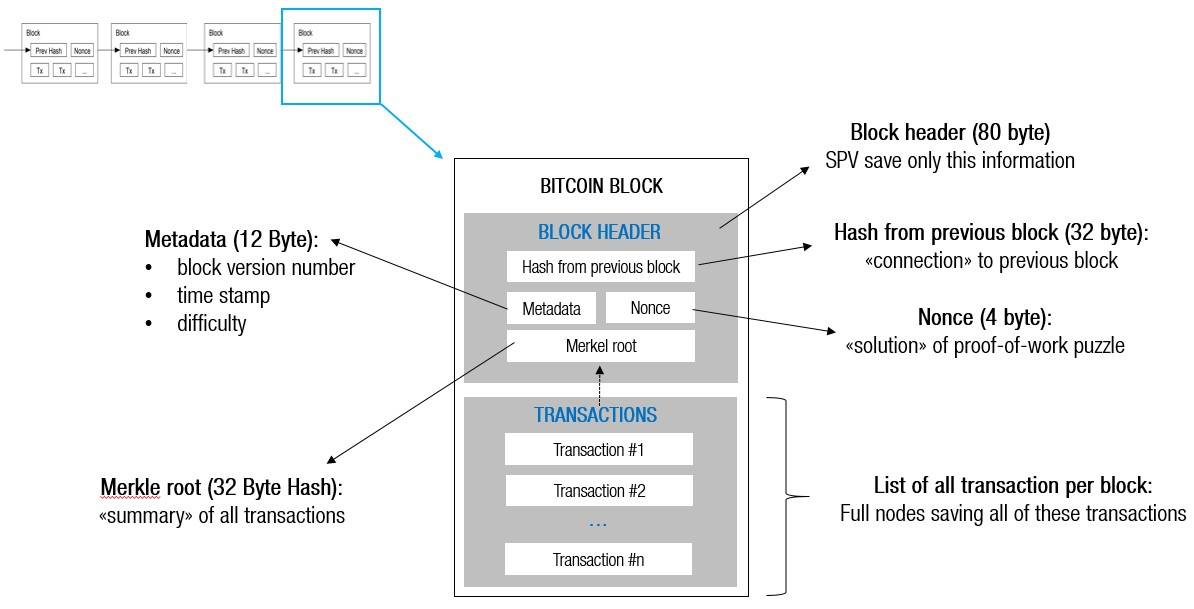 Block
Prev Hash
Nonce
Tx
Tx
...
Block
Prev Hash
Nonce
Tx
Tx
...
Block
Prev Hash
Nonce
Tx
Tx
...
Block
Prev Hash
Nonce
Tx
Tx
...
BITCOIN BLOCK
BLOCK HEADER
Hash from previous block
Metadata
Nonce
Merkel root
TRANSACTIONS
Transaction #1
Transaction #2
...
Transaction #n
Metadata (12 Byte):
• block version number
• time stamp
• difficulty
Merkle root (32 Byte Hash):
«summary» of all transactions
Block header (80 byte)
SPV save only this information
Hash from previous block (32 byte):
«connection» to previous block
Nonce (4 byte):
«solution» of proof-of-work puzzle
List of all transaction per block:
Full nodes saving all of these transactions